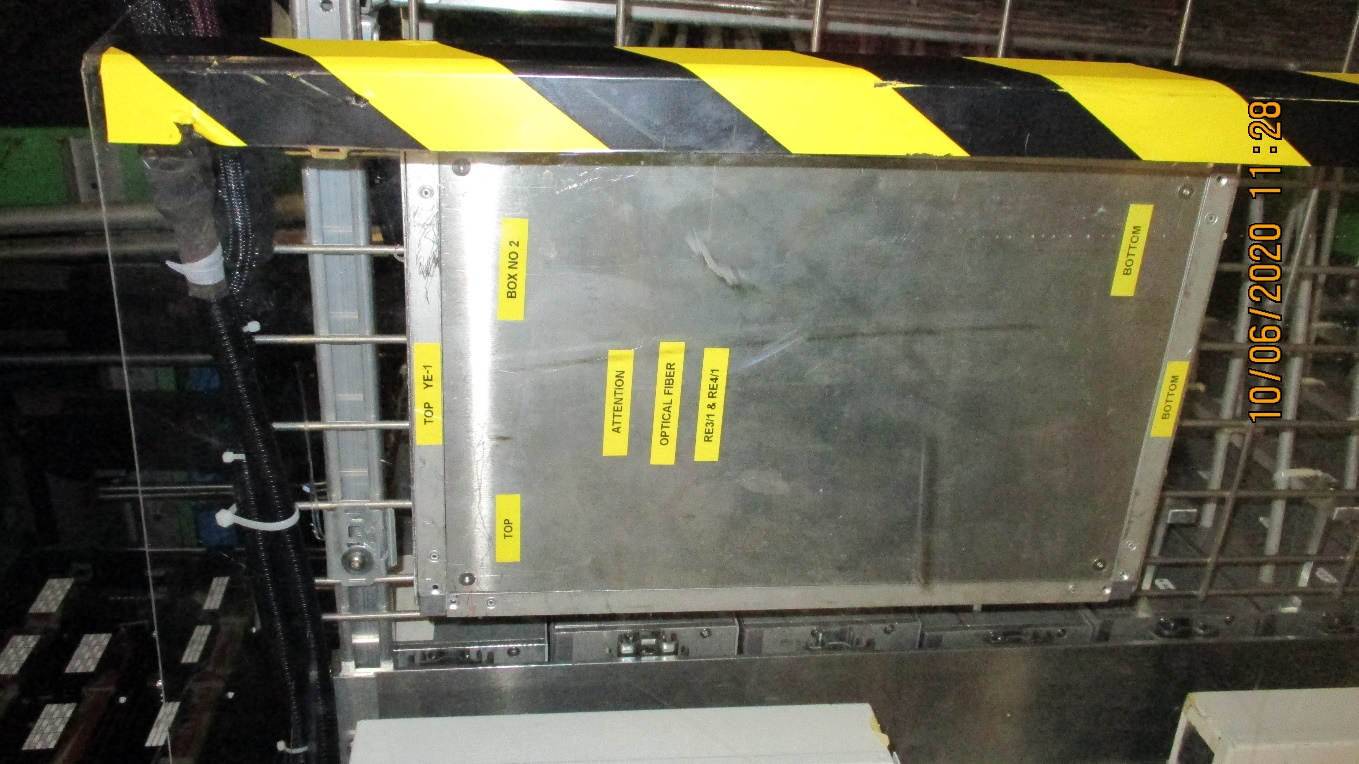 TOP YE-1
TOP
BOX NO 2
ATTENTION
OPTICAL FIBER
RE3/1 & RE4/1
BOTTOM
BOTTOM
10/06/2020 11:28